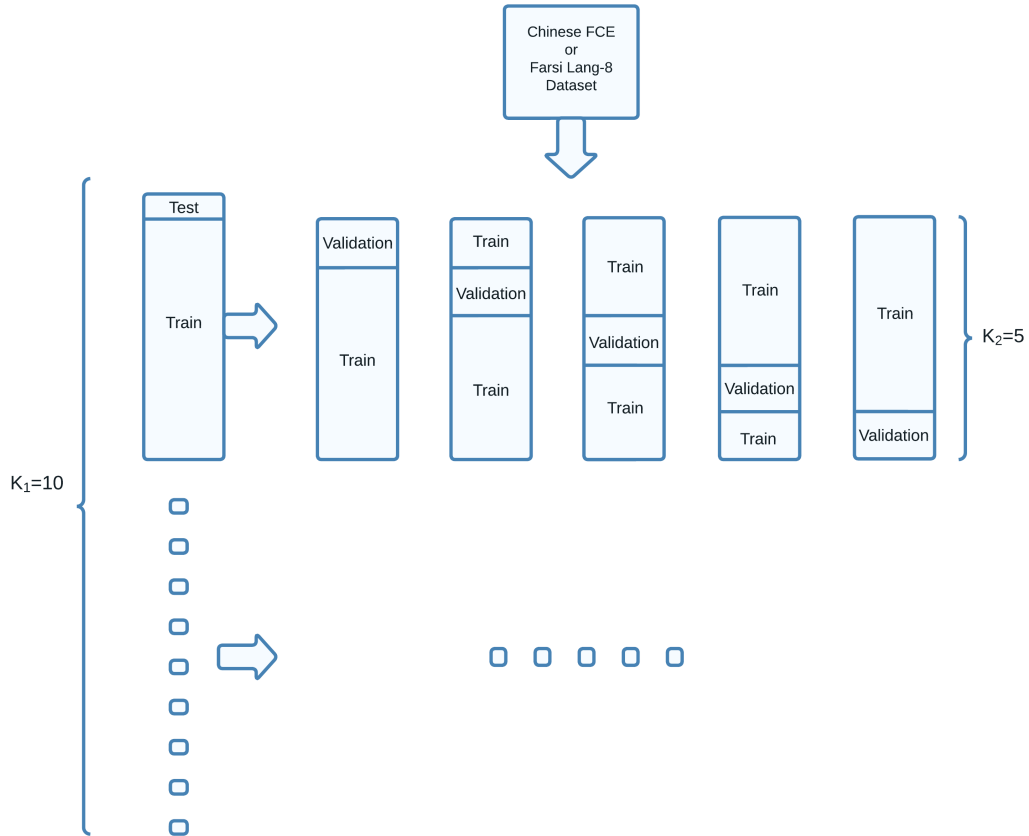 Chinese FCE
or
Farsi Lang-8
Dataset
Test
Train
Validation
Train
Train
Validation
Train
Train
Validation
Train
Train
Validation
Train
Train
Validation
K₂=5
K₁=10